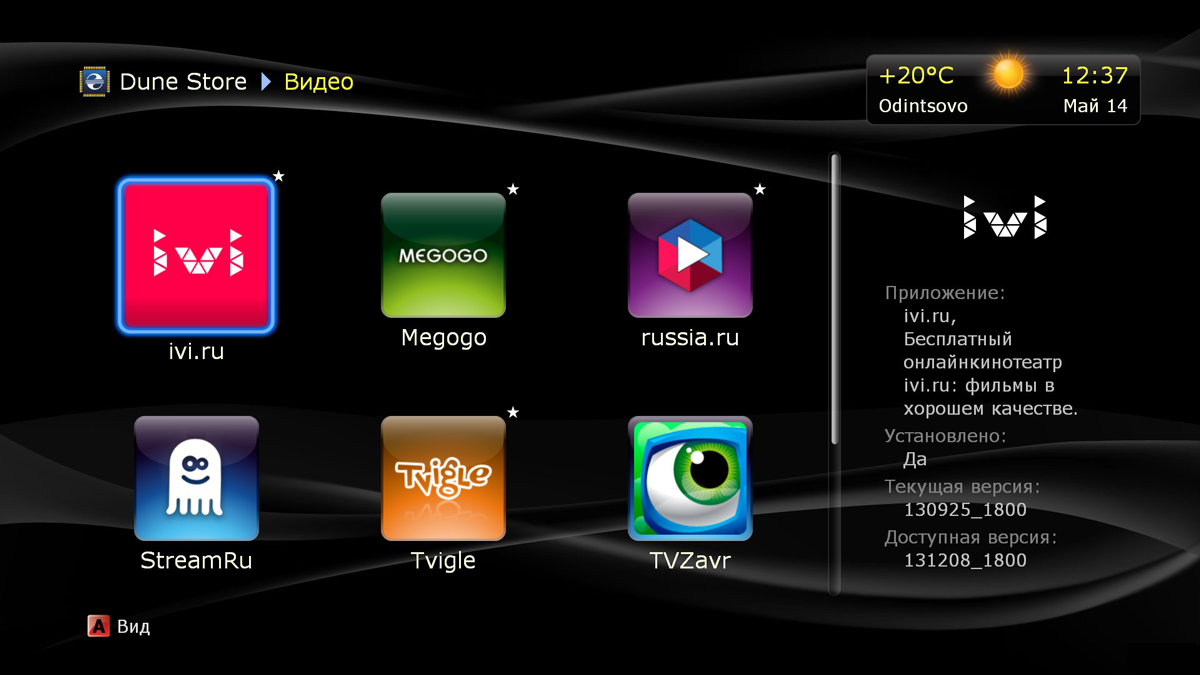 Dune Store Видео
+20°C 12:37
Odintsovo Май 14
ivi
MEGOGO
ivi.ru
Megogo
russia.ru
Tvigle
StreamRu
Tvigle
TVZavr
ivi
Приложение:
ivi.ru,
Бесплатный
онлайнкинотеатр
ivi.ru: фильмы в
хорошем качестве.
Установлено:
Да
Текущая версия:
130925_1800
Доступная версия:
131208_1800
A Вид